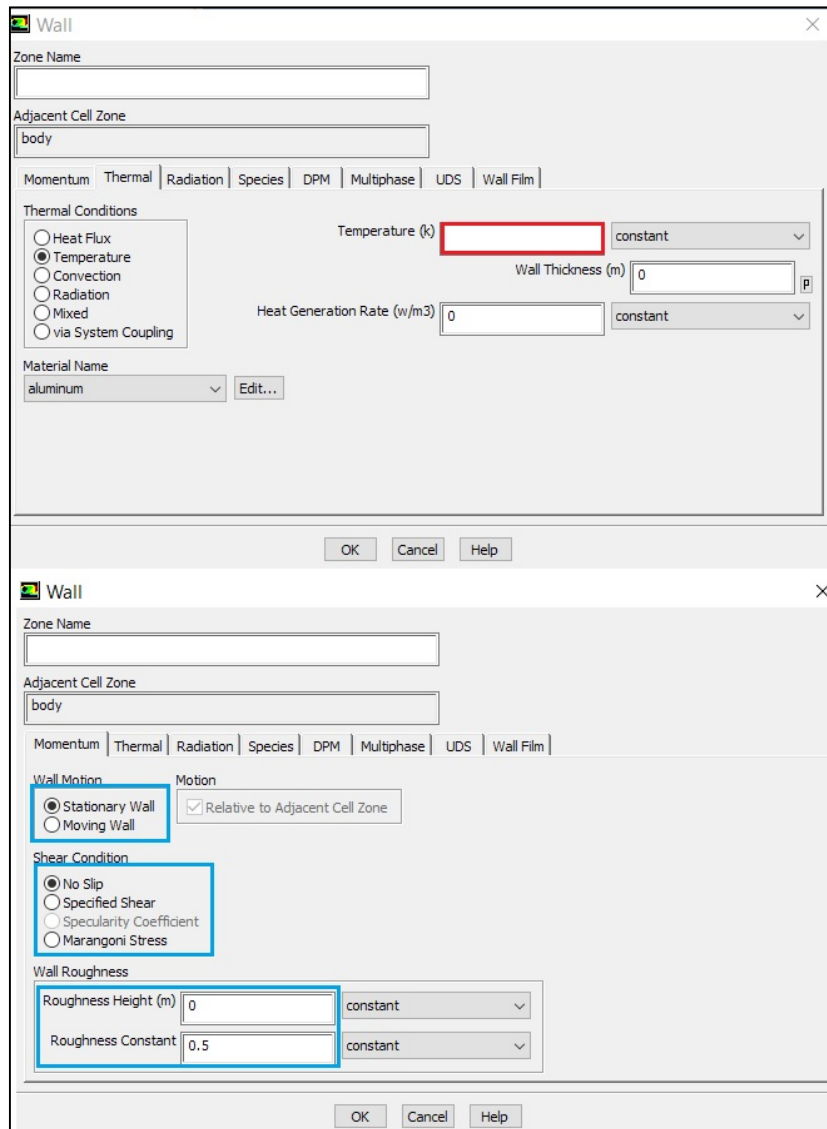 Wall
Zone Name
Adjacent Cell Zone
body
Momentum Thermal Radiation Species DPM Multiphase UDS Wall Film
Thermal Conditions
Heat Flux
Temperature
Convection
Radiation
Mixed
via System Coupling
Temperature (k) constant
Wall Thickness (m) 0 P
Heat Generation Rate (w/m3) 0 constant
Material Name
aluminum Edit...
OK Cancel Help
Wall
Zone Name
Adjacent Cell Zone
body
Momentum Thermal Radiation Species DPM Multiphase UDS Wall Film
Wall Motion Motion
Stationary Wall Relative to Adjacent Cell Zone
Moving Wall
Shear Condition
No Slip
Specified Shear
Specularity Coefficient
Marangoni Stress
Wall Roughness
Roughness Height (m) 0 constant
Roughness Constant 0.5 constant
OK Cancel Help